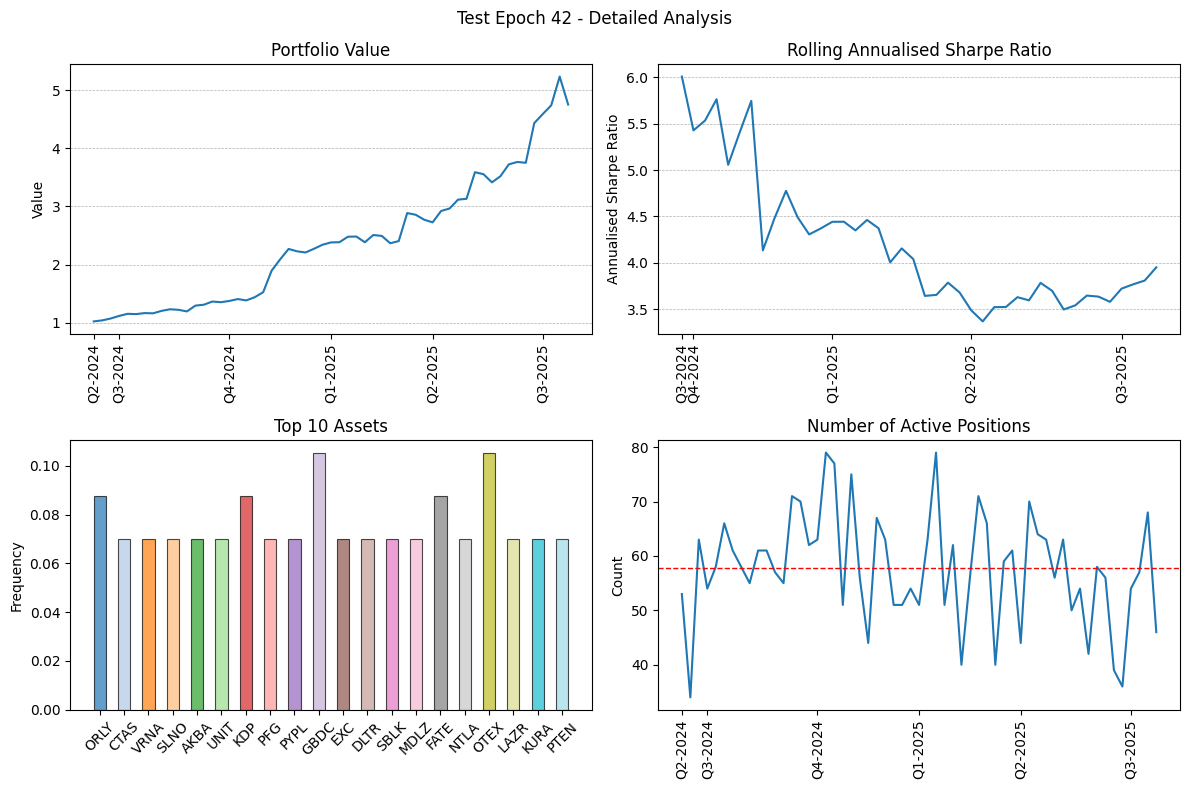 Test Epoch 42 - Detailed Analysis
Portfolio Value
Value
5
4
3
2
1
Q2-2024
Q3-2024
Q4-2024
Q1-2025
Q2-2025
Q3-2025
Rolling Annualised Sharpe Ratio
Annualised Sharpe Ratio
6.0
5.5
5.0
4.5
4.0
3.5
Q3-2024
Q4-2024
Q1-2025
Q2-2025
Q3-2025
Top 10 Assets
Frequency
0.10
0.08
0.06
0.04
0.02
0.00
ORLY
CTAS
VRNA
SLNO
AKBA
UNIT
KDP
PFG
PYPL
GBDC
EXC
DLTR
SBLK
MDLZ
FATE
NTLA
OTEX
LAZR
KURA
PTEN
Number of Active Positions
Count
80
70
60
50
40
Q2-2024
Q3-2024
Q4-2024
Q1-2025
Q2-2025
Q3-2025